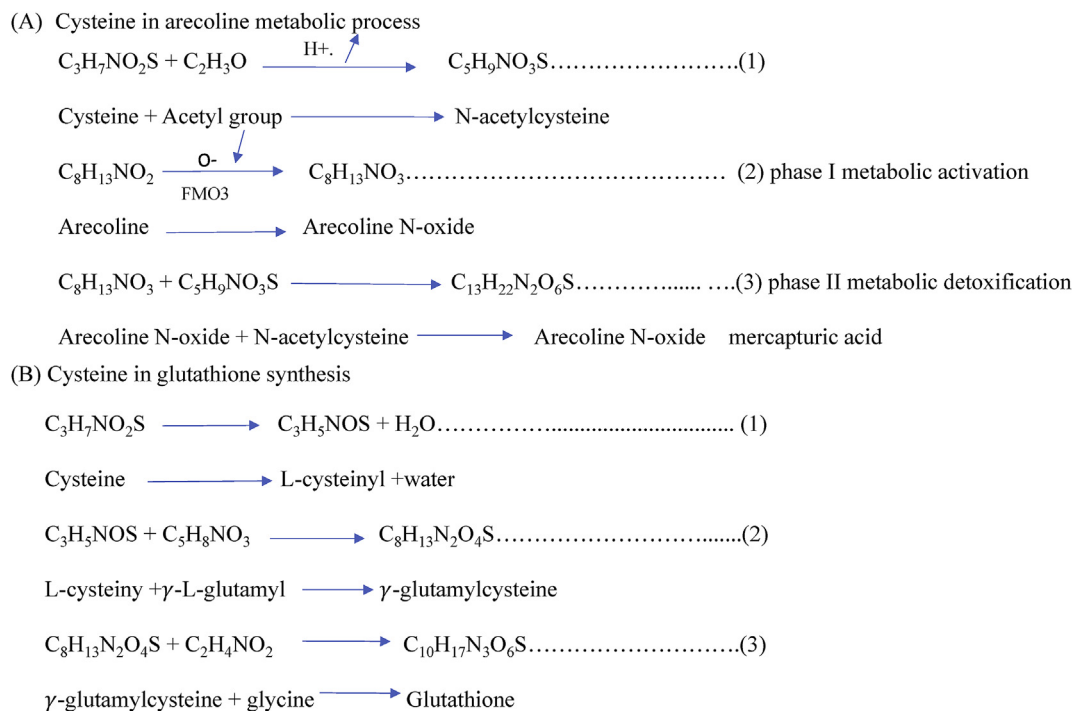 (A) Cysteine in arecoline metabolic process
H+.
C₃H₇NO₂S + C₂H₃O C₅H₉NO₃S…………………….(1)
Cysteine + Acetyl group N-acetylcysteine
O-
C₈H₁₃NO₂ C₈H₁₃NO₃………………………………… (2) phase I metabolic activation
FMO3
Arecoline Arecoline N-oxide
C₈H₁₃NO₃ + C₅H₉NO₃S C₁₃H₂₂N₂O₆S…………...... ….(3) phase II metabolic detoxification
Arecoline N-oxide + N-acetylcysteine Arecoline N-oxide mercapturic acid
(B) Cysteine in glutathione synthesis
C₃H₇NO₂S C₃H₅NOS + H₂O…………….................................. (1)
Cysteine L-cysteinyl +water
C₃H₅NOS + C₅H₈NO₃ C₈H₁₃N₂O₄S……………………….......(2)
L-cysteiny +γ-L-glutamyl γ-glutamylcysteine
C₈H₁₃N₂O₄S + C₂H₄NO₂ C₁₀H₁₇N₃O₆S…………………………..(3)
γ-glutamylcysteine + glycine Glutathione